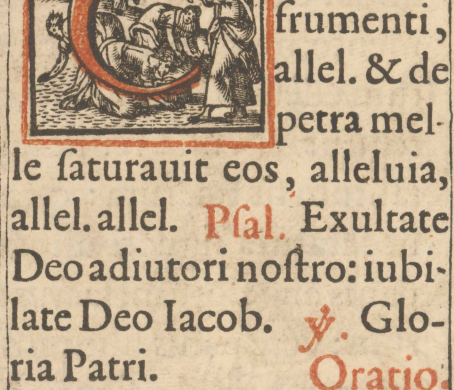 C
frumenti,
allel. & de
petra mel-
le ſaturauit eos, alleluia,
allel. allel. Pſal. Exultate
Deo adiutori noſtro: iubi-
late Deo Iacob. ℣. Glo-
ria Patri.
Oratio.